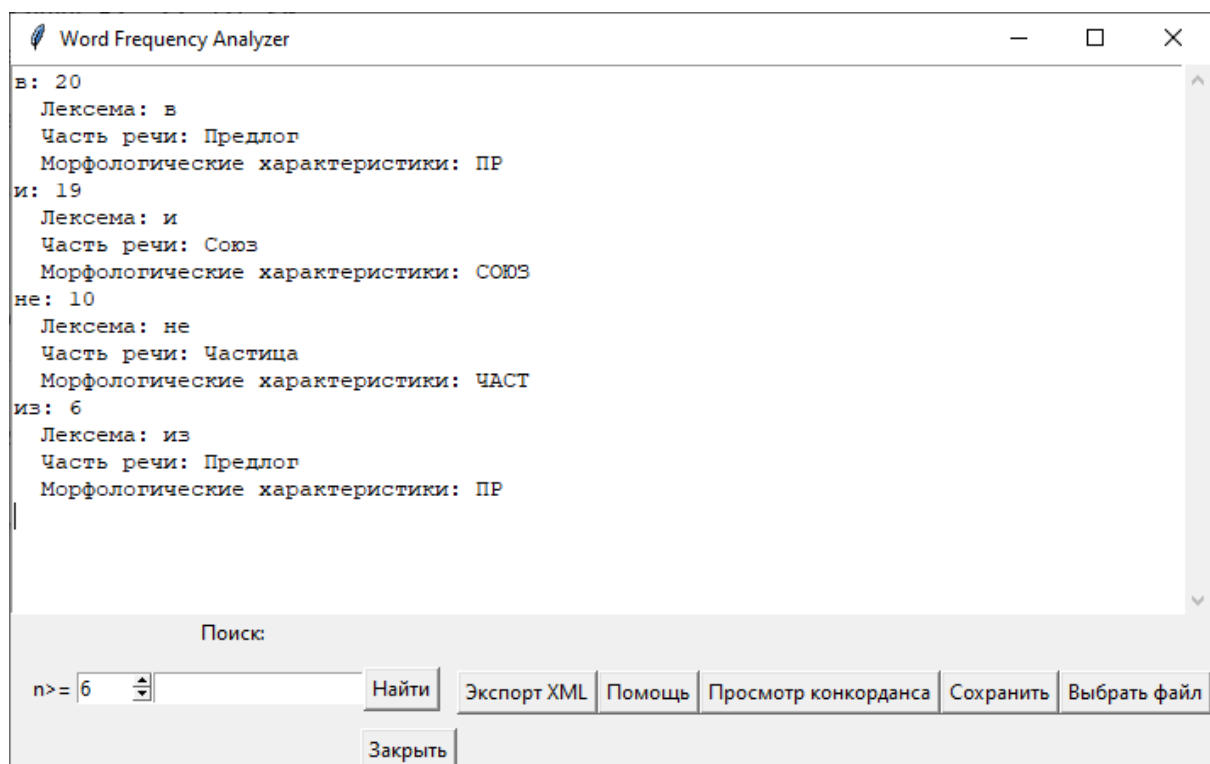 Word Frequency Analyzer
в: 20
Лексема: в
Часть речи: Предлог
Морфологические характеристики: ПР
и: 19
Лексема: и
Часть речи: Союз
Морфологические характеристики: СОЮЗ
не: 10
Лексема: не
Часть речи: Частица
Морфологические характеристики: ЧАСТ
из: 6
Лексема: из
Часть речи: Предлог
Морфологические характеристики: ПР
Поиск:
n>= 6 Найти Экспорт XML Помощь Просмотр конкорданса Сохранить Выбрать файл
Закрыть